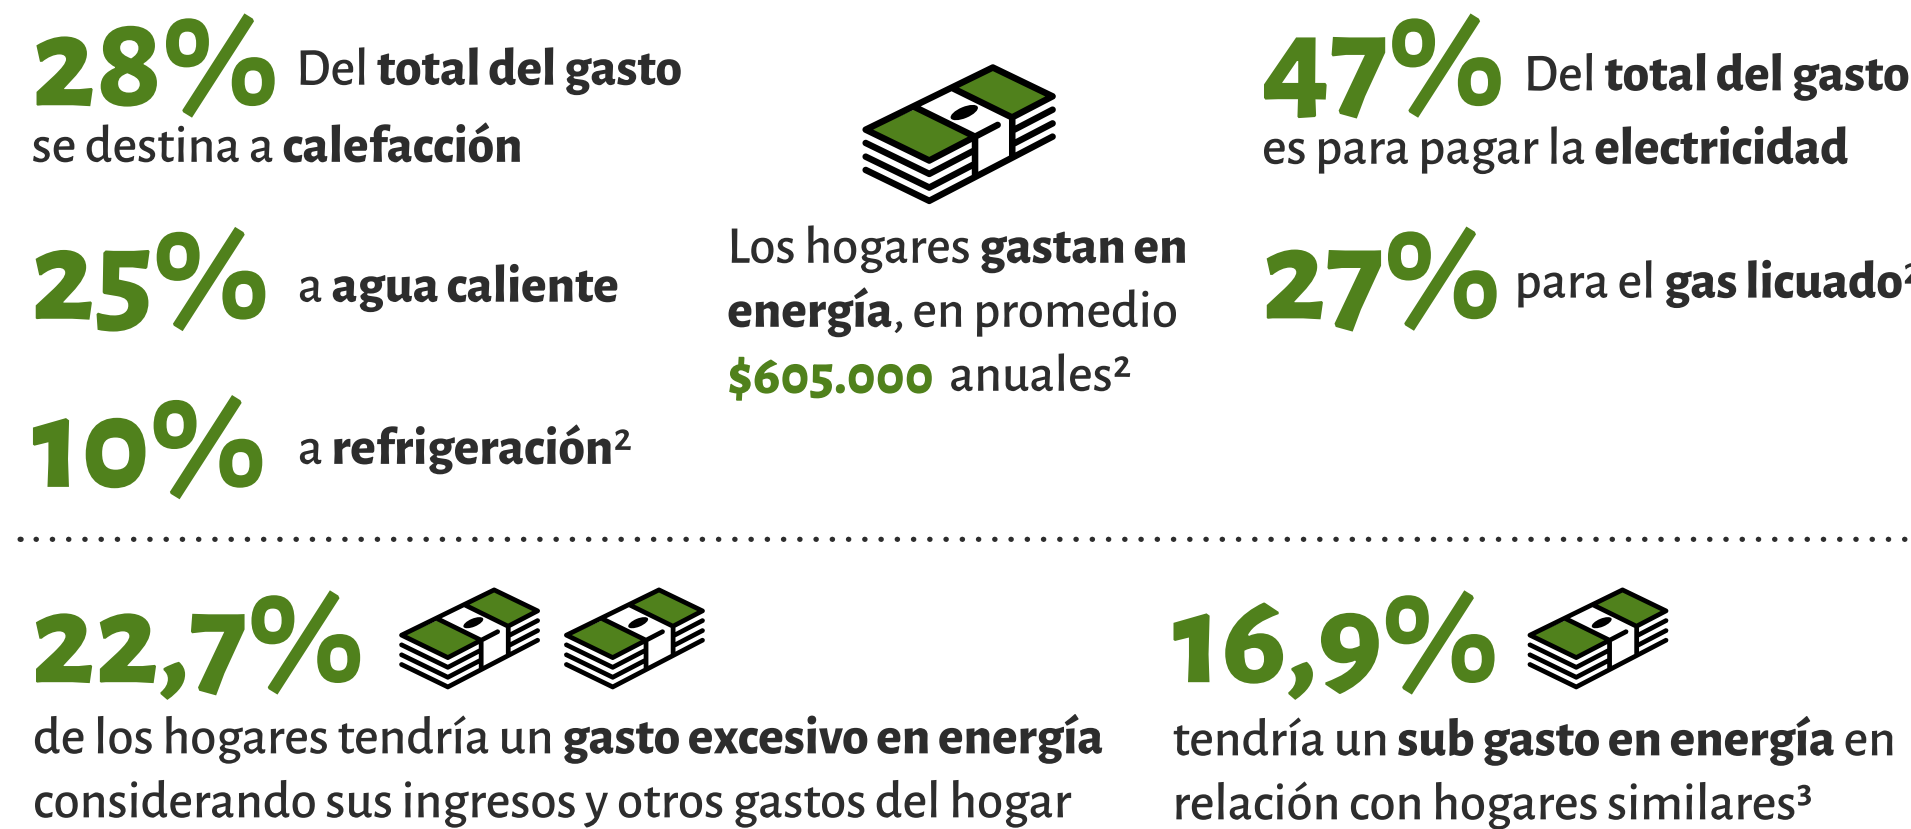 28% Del total del gasto
se destina a calefacción
25% a agua caliente
10% a refrigeración²
Los hogares gastan en
energía, en promedio
$605.000 anuales²
47% Del total del gasto
es para pagar la electricidad
27% para el gas licuado²
22,7%
de los hogares tendría un gasto excesivo en energía
considerando sus ingresos y otros gastos del hogar
16,9%
tendría un sub gasto en energía en
relación con hogares similares³